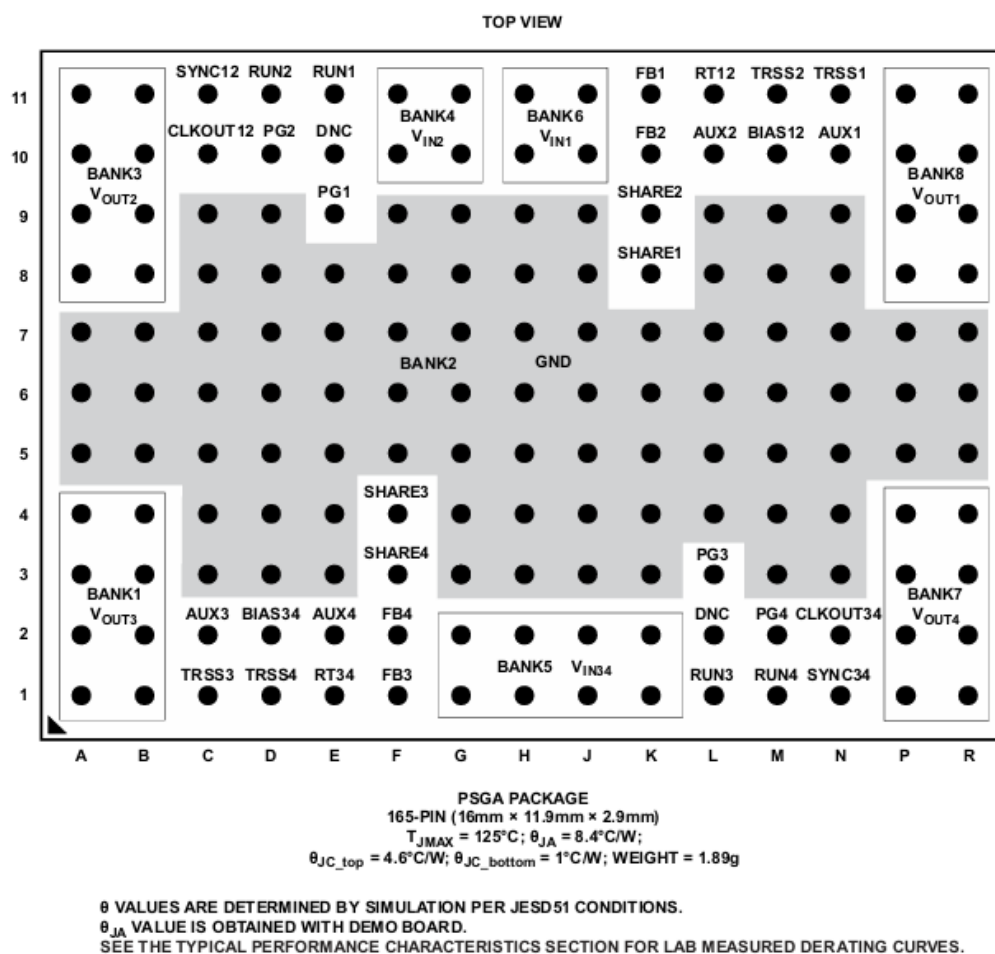 TOP VIEW
SYNC12 RUN2 RUN1 FB1 RT12 TRSS2 TRSS1
11
BANK4 BANK6
V_IN2 V_IN1
CLKOUT12 PG2 DNC FB2 AUX2 BIAS12 AUX1
10
BANK3 BANK8
V_OUT2 V_OUT1
PG1 SHARE2
9
SHARE1
8
7
BANK2 GND
6
5
SHARE3
4
SHARE4 PG3
3
BANK1 BANK7
V_OUT3 V_OUT4
AUX3 BIAS34 AUX4 FB4 DNC PG4 CLKOUT34
2
BANK5 V_IN34
TRSS3 TRSS4 RT34 FB3 RUN3 RUN4 SYNC34
1
A B C D E F G H J K L M N P R
PSGA PACKAGE
165-PIN (16mm × 11.9mm × 2.9mm)
T_JMAX = 125°C; θ_JA = 8.4°C/W;
θ_JC_top = 4.6°C/W; θ_JC_bottom = 1°C/W; WEIGHT = 1.89g
θ VALUES ARE DETERMINED BY SIMULATION PER JESD51 CONDITIONS.
θ_JA VALUE IS OBTAINED WITH DEMO BOARD.
SEE THE TYPICAL PERFORMANCE CHARACTERISTICS SECTION FOR LAB MEASURED DERATING CURVES.